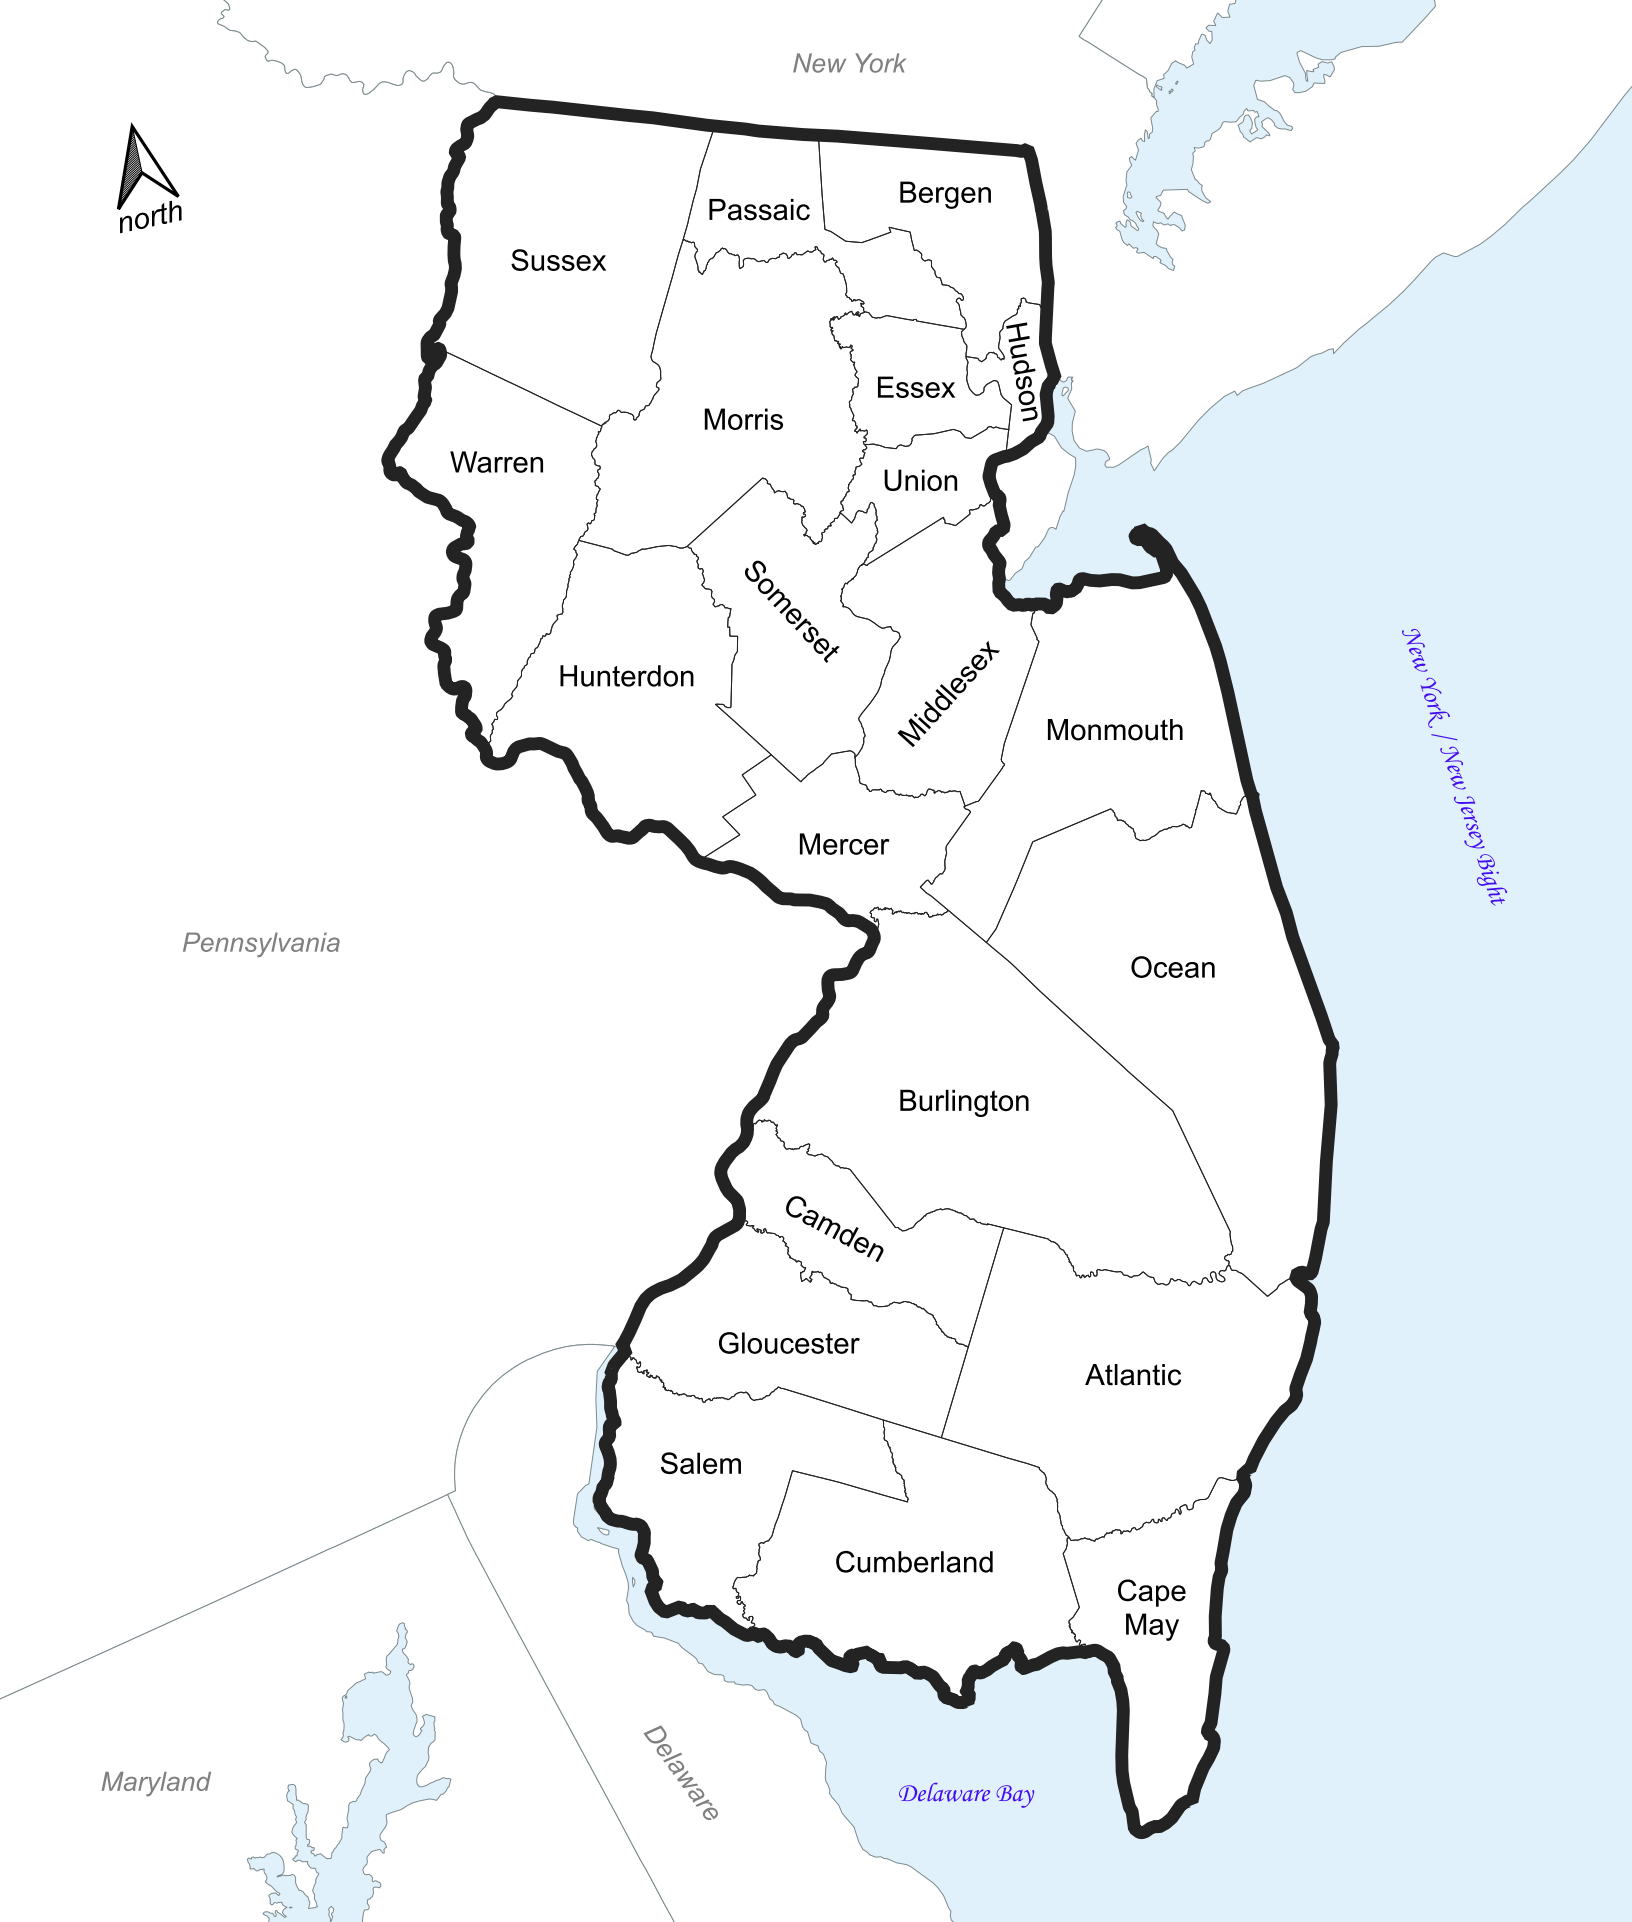 New York
north
Bergen
Passaic
Sussex
Hudson
Essex
Morris
Warren
Union
Somerset
Hunterdon
Middlesex
Monmouth
New York / New Jersey Bight
Mercer
Pennsylvania
Ocean
Burlington
Camden
Gloucester
Atlantic
Salem
Cumberland
Cape
May
Maryland
Delaware
Delaware Bay